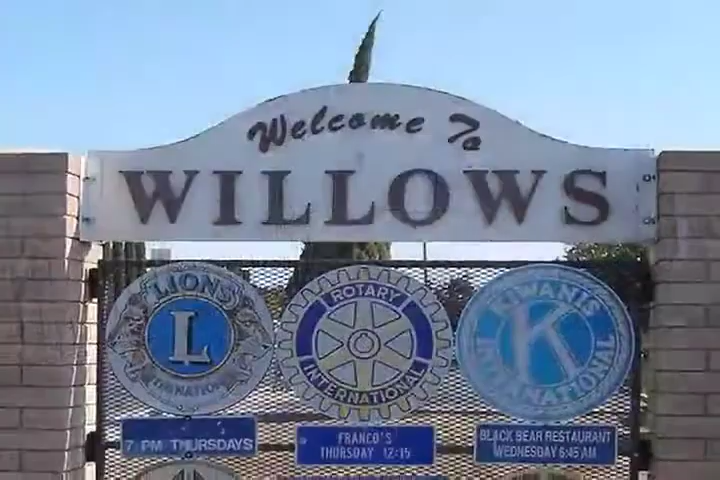 Welcome To
WILLOWS
LIONS
L
INTERNATIONAL
ROTARY
INTERNATIONAL
KIWANIS
K
INTERNATIONAL
7 PM THURSDAYS
FRANCO'S
THURSDAY 12:15
BLACK BEAR RESTAURANT
WEDNESDAY 6:45 AM